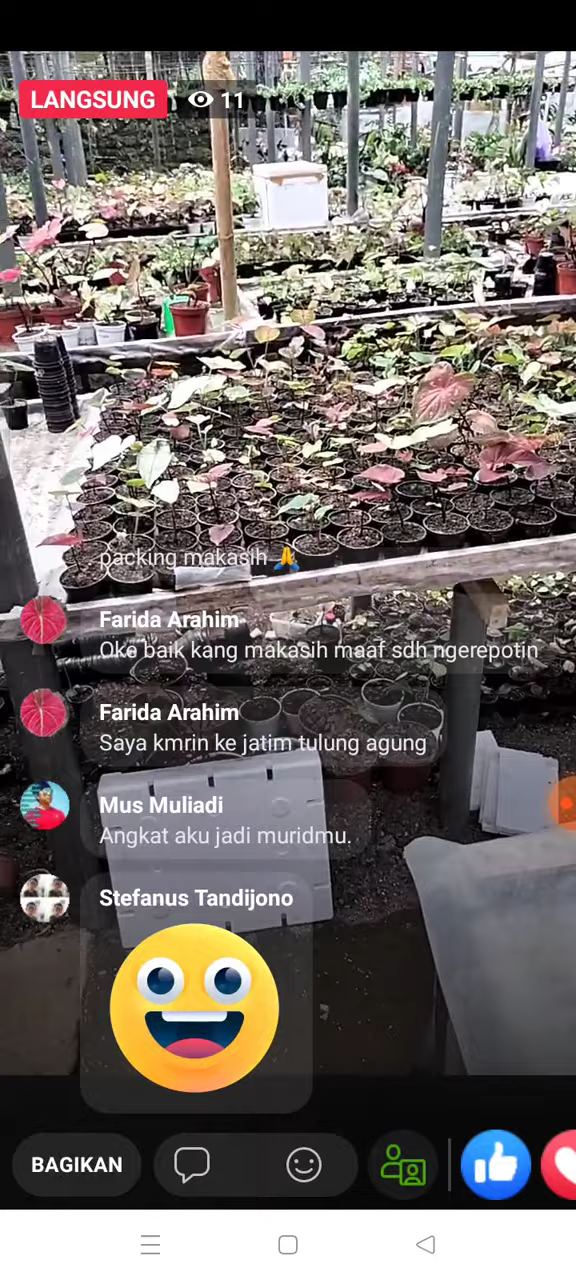 LANGSUNG 11
packing makasih 🙏
Farida Arahim
Oke baik kang makasih maaf sdh ngerepotin
Farida Arahim
Saya kmrin ke jatim tulung agung
Mus Muliadi
Angkat aku jadi muridmu.
Stefanus Tandijono
BAGIKAN